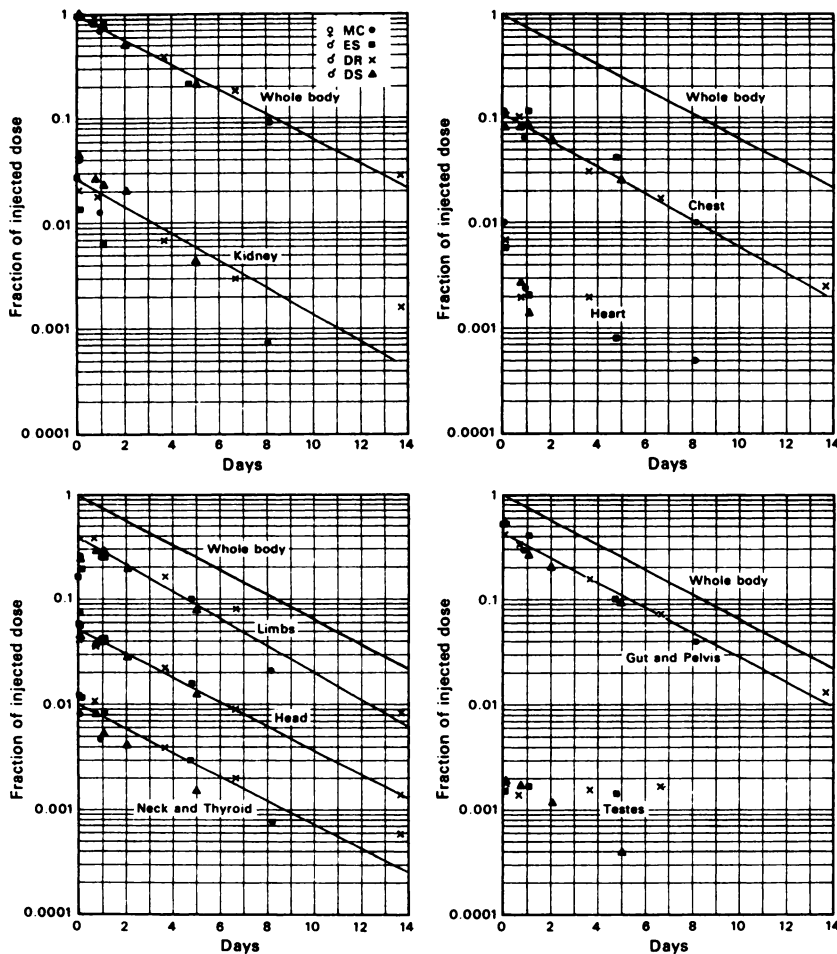 Fraction of injected dose
1
0.1
0.01
0.001
0.0001
♀ MC ●
♂ ES ■
♂ DR ×
♂ DS ▲
Whole body
Kidney
0 2 4 6 8 10 12 14
Days
Fraction of injected dose
1
0.1
0.01
0.001
0.0001
Whole body
Chest
Heart
0 2 4 6 8 10 12 14
Days
Fraction of injected dose
1
0.1
0.01
0.001
0.0001
Whole body
Limbs
Head
Neck and Thyroid
0 2 4 6 8 10 12 14
Days
Fraction of injected dose
1
0.1
0.01
0.001
0.0001
Whole body
Gut and Pelvis
Testes
0 2 4 6 8 10 12 14
Days